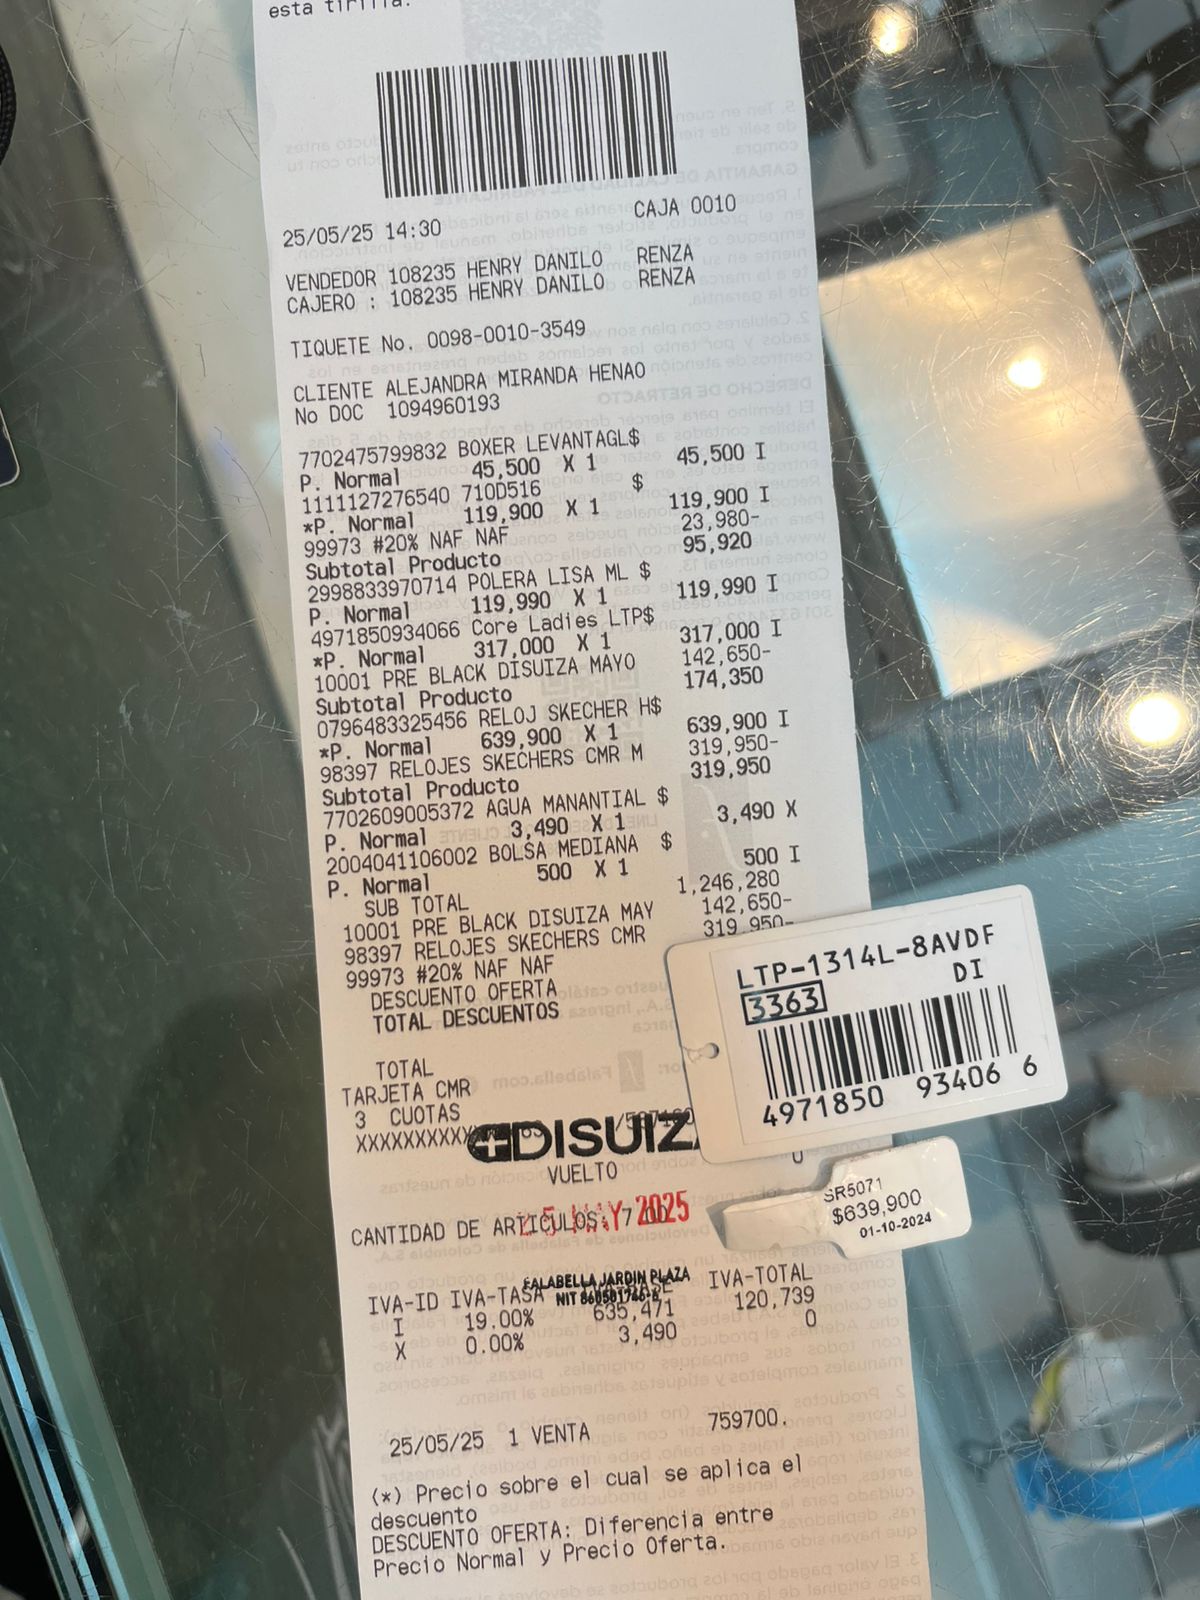 esta tirilla.
25/05/25 14:30 CAJA 0010
VENDEDOR 108235 HENRY DANILO RENZA
CAJERO : 108235 HENRY DANILO RENZA
TIQUETE No. 0098-0010-3549
CLIENTE ALEJANDRA MIRANDA HENAO
No DOC 1094960193
7702475799832 BOXER LEVANTAGL$
P. Normal 45,500 X 1 45,500 I
1111127276540 710D516 $
*P. Normal 119,900 X 1 119,900 I
99973 #20% NAF NAF 23,980-
Subtotal Producto 95,920
2998833970714 POLERA LISA ML $
P. Normal 119,990 X 1 119,990 I
4971850934066 Core Ladies LTP$
*P. Normal 317,000 X 1 317,000 I
10001 PRE BLACK DISUIZA MAYO 142,650-
Subtotal Producto 174,350
0796483325456 RELOJ SKECHER H$
*P. Normal 639,900 X 1 639,900 I
98397 RELOJES SKECHERS CMR M 319,950-
Subtotal Producto 319,950
7702609005372 AGUA MANANTIAL $
P. Normal 3,490 X 1 3,490 X
2004041106002 BOLSA MEDIANA $
P. Normal 500 X 1 500 I
SUB TOTAL 1,246,280
10001 PRE BLACK DISUIZA MAY 142,650-
98397 RELOJES SKECHERS CMR 319,950-
99973 #20% NAF NAF
DESCUENTO OFERTA
TOTAL DESCUENTOS
LTP-1314L-8AVDF
DI
3363
4971850 93406 6
TOTAL
TARJETA CMR
3 CUOTAS
XXXXXXXXXX
DISUIZ
VUELTO 0
SR5071
$639,900
01-10-2024
CANTIDAD DE ARTICULOS: 7
MAY 2025
FALABELLA JARDIN PLAZA
NIT
IVA-ID IVA-TASA IVA-BASE IVA-TOTAL
I 19.00% 635,471 120,739
X 0.00% 3,490 0
25/05/25 1 VENTA 759700.
(*) Precio sobre el cual se aplica el
descuento
DESCUENTO OFERTA: Diferencia entre
Precio Normal y Precio Oferta.